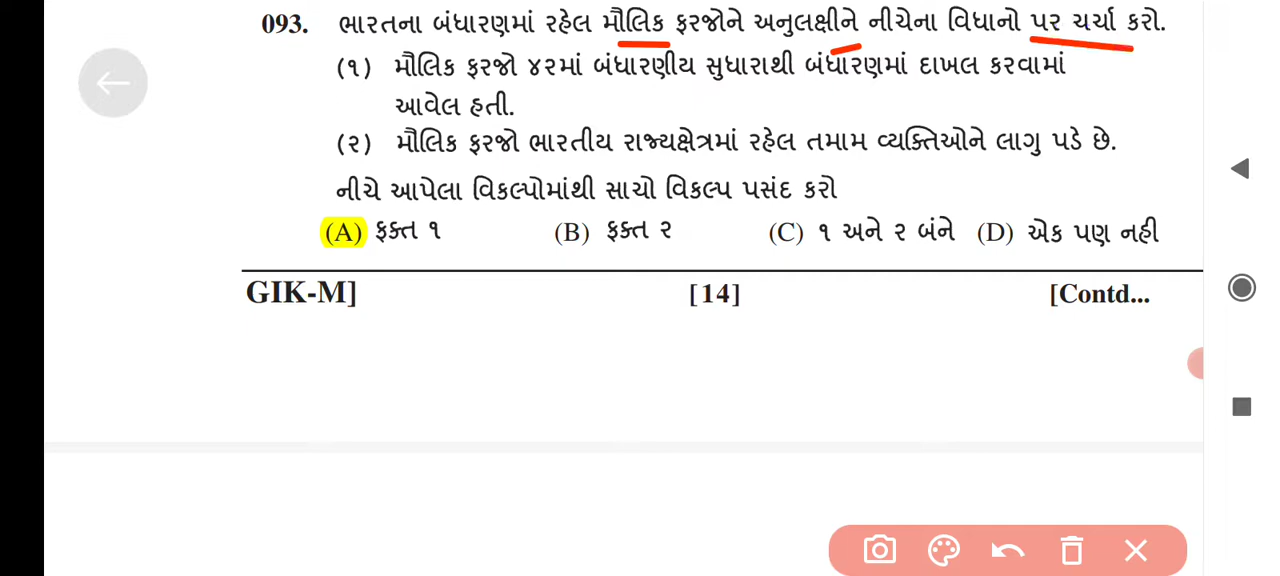 093. ભારતના બંધારણમાં રહેલ મૌલિક ફરજોને અનુલક્ષીને નીચેના વિધાનો પર ચર્ચા કરો.
(૧) મૌલિક ફરજો ૪૨માં બંધારણીય સુધારાથી બંધારણમાં દાખલ કરવામાં
આવેલ હતી.
(૨) મૌલિક ફરજો ભારતીય રાજ્યક્ષેત્રમાં રહેલ તમામ વ્યક્તિઓને લાગુ પડે છે.
નીચે આપેલા વિકલ્પોમાંથી સાચો વિકલ્પ પસંદ કરો
(A) ફક્ત ૧ (B) ફક્ત ૨ (C) ૧ અને ૨ બંને (D) એક પણ નહી
GIK-M] [14] [Contd...